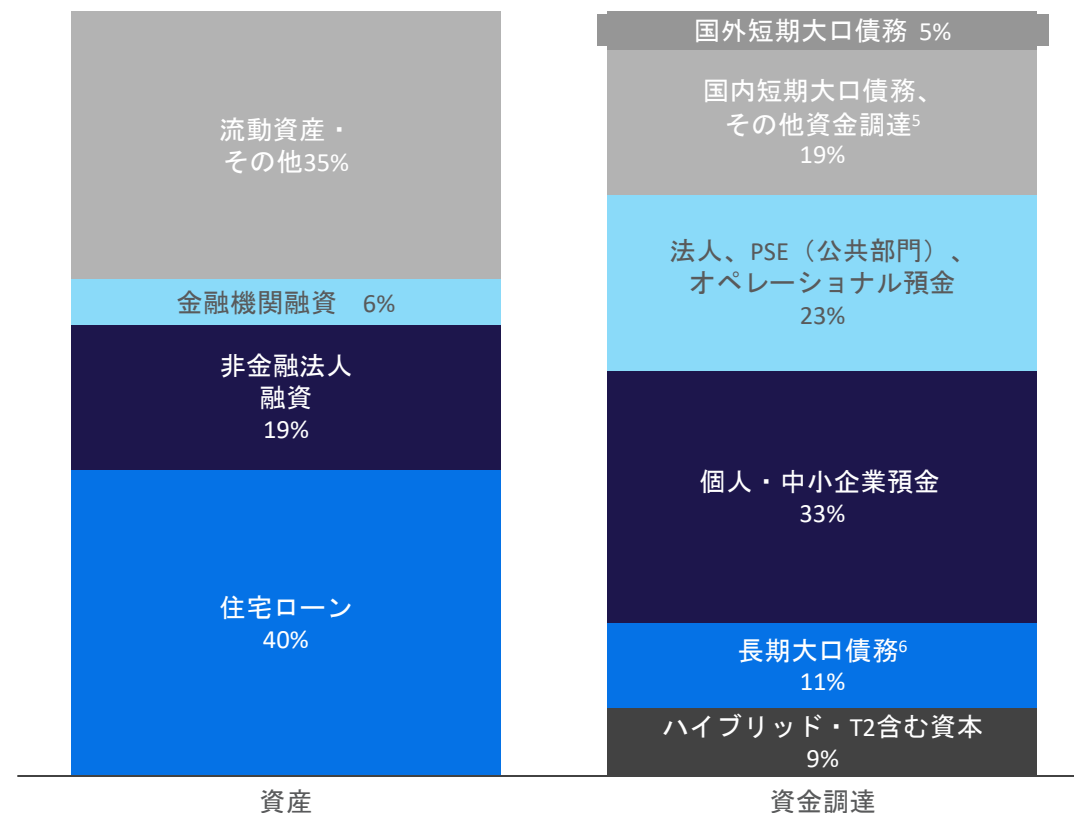 流動資産・
その他35%
金融機関融資 6%
非金融法人
融資
19%
住宅ローン
40%
資産
国外短期大口債務 5%
国内短期大口債務、
その他資金調達5
19%
法人、PSE（公共部門）、
オペレーショナル預金
23%
個人・中小企業預金
33%
長期大口債務6
11%
ハイブリッド・T2含む資本
9%
資金調達